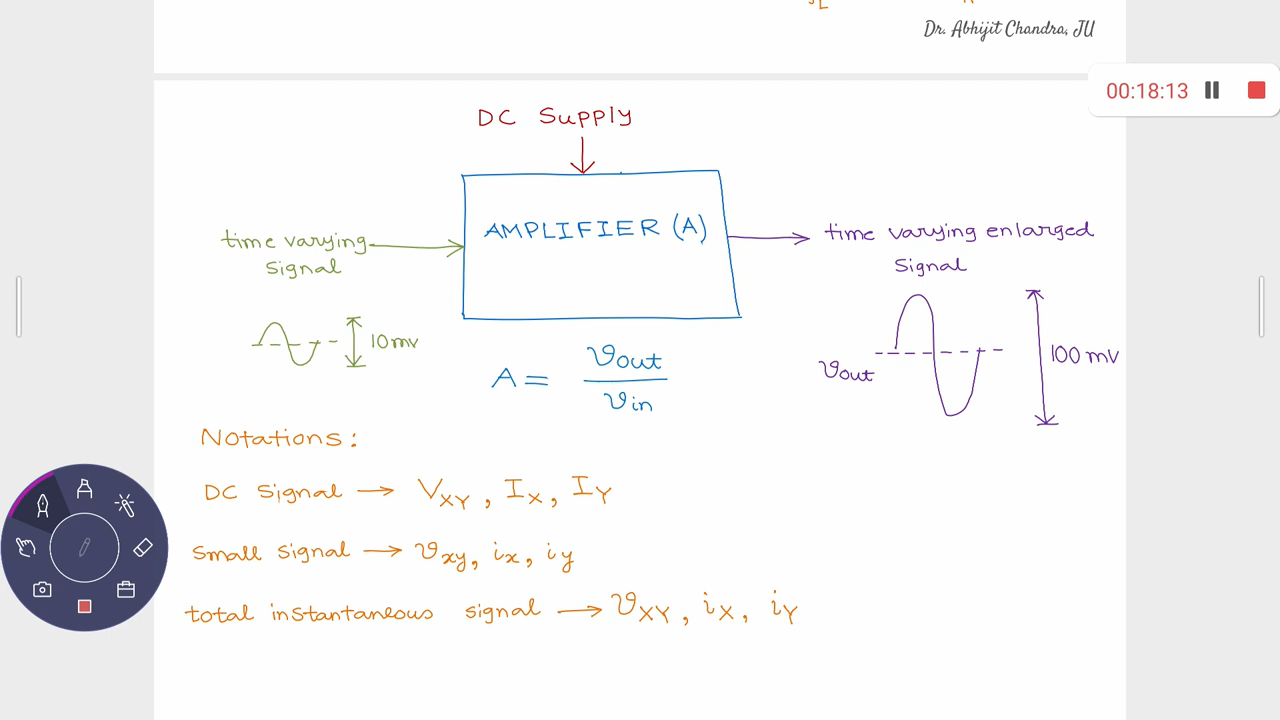 Dr. Abhijit Chandra, JU
00:18:13
DC Supply
AMPLIFIER (A)
time varying
signal
time varying enlarged
Signal
10mv
100mV
A = Vout / Vin
Vout
Notations:
DC Signal → VXY, IX, IY
Small signal → vxy, ix, iy
total instantaneous signal → vXY, iX, iY